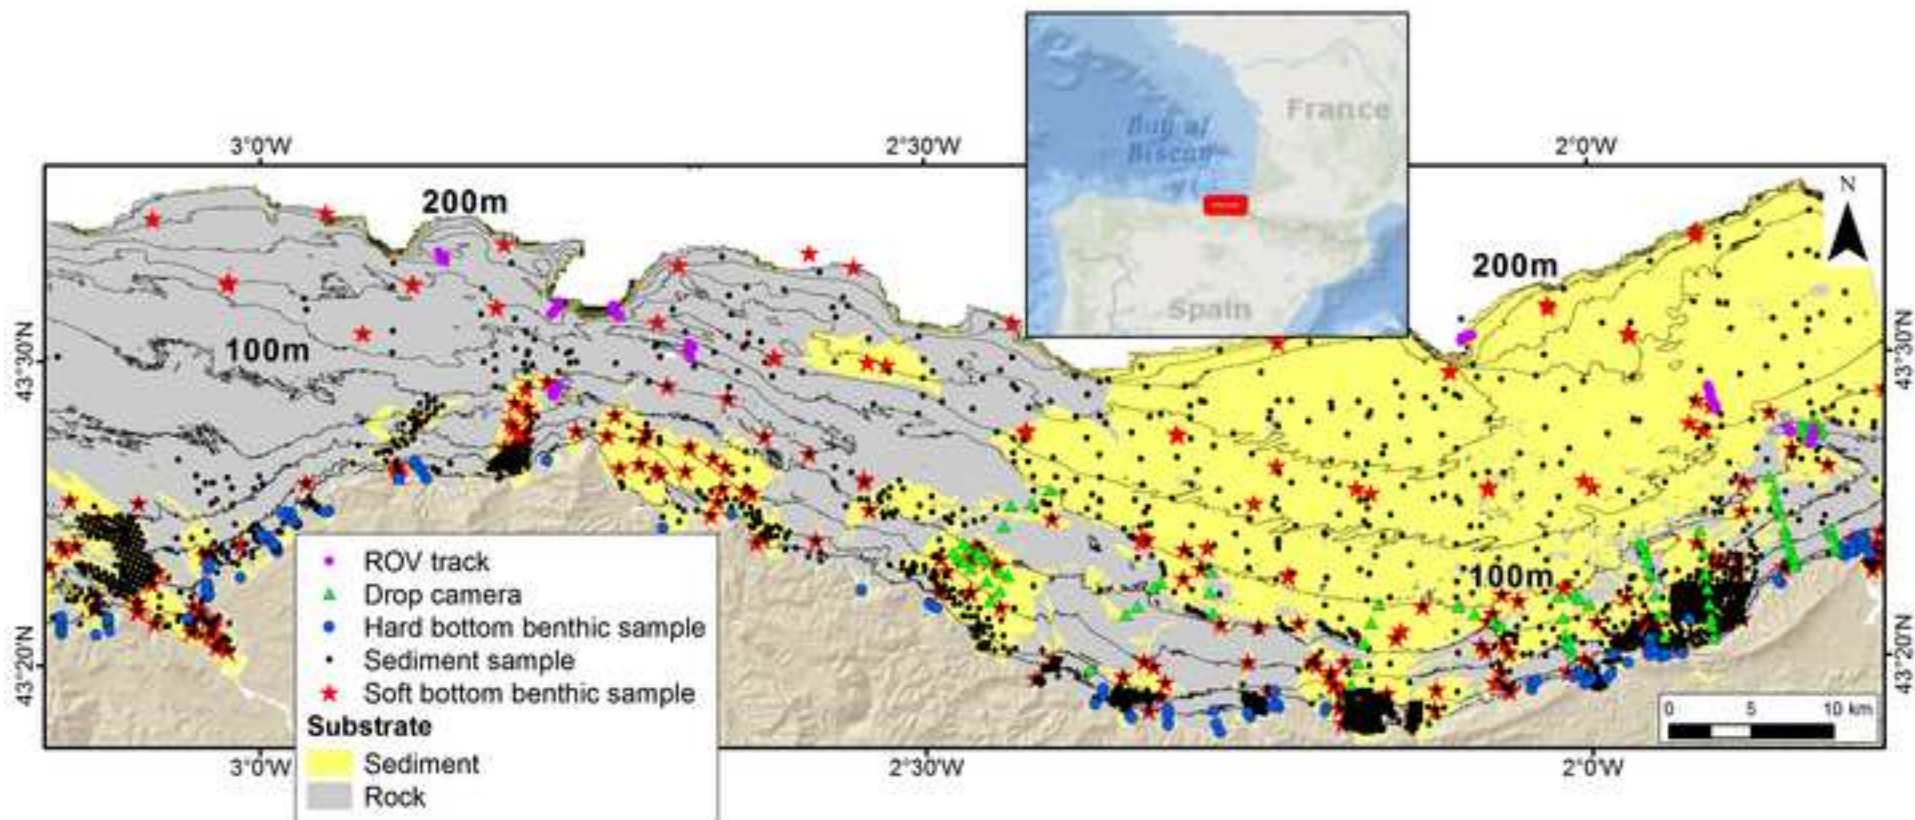 France
Bay of
Biscay
Spain
3°0'W
2°30'W
2°0'W
200m
200m
N
43°30'N
100m
43°30'N
100m
ROV track
Drop camera
Hard bottom benthic sample
Sediment sample
Soft bottom benthic sample
Substrate
Sediment
Rock
43°20'N
43°20'N
0 5 10 km
3°0'W
2°30'W
2°0'W